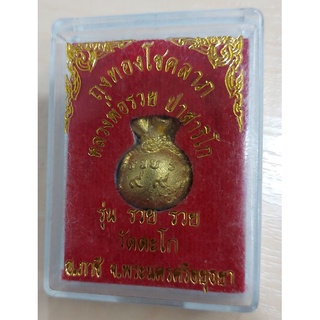 ถุงทองโชคลาภ
หลวงพ่อรวย ปาสาทิโก
รุ่น รวย รวย
วัดตะโก
อ.ภาชี จ.พระนครศรีอยุธยา